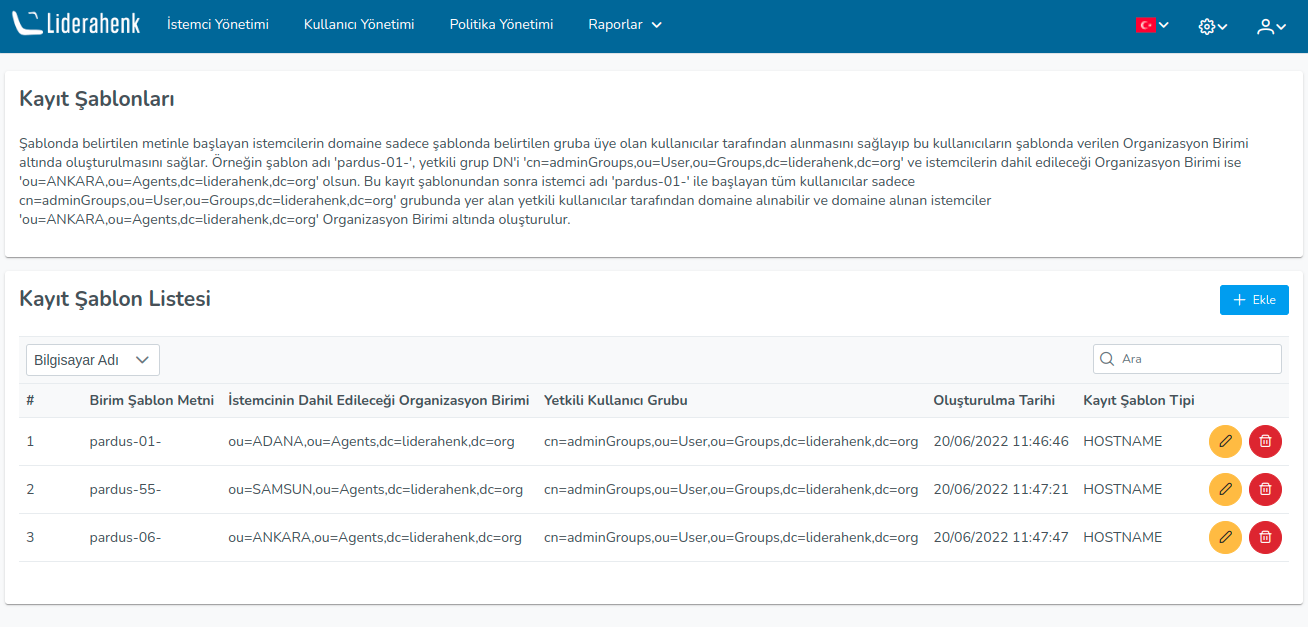 Liderahenk İstemci Yönetimi Kullanıcı Yönetimi Politika Yönetimi Raporlar
Kayıt Şablonları
Şablonda belirtilen metinle başlayan istemcilerin domaine sadece şablonda belirtilen gruba üye olan kullanıcılar tarafından alınmasını sağlayıp bu kullanıcıların şablonda verilen Organizasyon Birimi
altında oluşturulmasını sağlar. Örneğin şablon adı 'pardus-01-', yetkili grup DN'i 'cn=adminGroups,ou=User,ou=Groups,dc=liderahenk,dc=org' ve istemcilerin dahil edileceği Organizasyon Birimi ise
'ou=ANKARA,ou=Agents,dc=liderahenk,dc=org' olsun. Bu kayıt şablonundan sonra istemci adı 'pardus-01-' ile başlayan tüm kullanıcılar sadece
cn=adminGroups,ou=User,ou=Groups,dc=liderahenk,dc=org' grubunda yer alan yetkili kullanıcılar tarafından domaine alınabilir ve domaine alınan istemciler
'ou=ANKARA,ou=Agents,dc=liderahenk,dc=org' Organizasyon Birimi altında oluşturulur.
Kayıt Şablon Listesi
Ekle
Bilgisayar Adı
Ara
# Birim Şablon Metni İstemcinin Dahil Edileceği Organizasyon Birimi Yetkili Kullanıcı Grubu Oluşturulma Tarihi Kayıt Şablon Tipi
1 pardus-01- ou=ADANA,ou=Agents,dc=liderahenk,dc=org cn=adminGroups,ou=User,ou=Groups,dc=liderahenk,dc=org 20/06/2022 11:46:46 HOSTNAME
2 pardus-55- ou=SAMSUN,ou=Agents,dc=liderahenk,dc=org cn=adminGroups,ou=User,ou=Groups,dc=liderahenk,dc=org 20/06/2022 11:47:21 HOSTNAME
3 pardus-06- ou=ANKARA,ou=Agents,dc=liderahenk,dc=org cn=adminGroups,ou=User,ou=Groups,dc=liderahenk,dc=org 20/06/2022 11:47:47 HOSTNAME